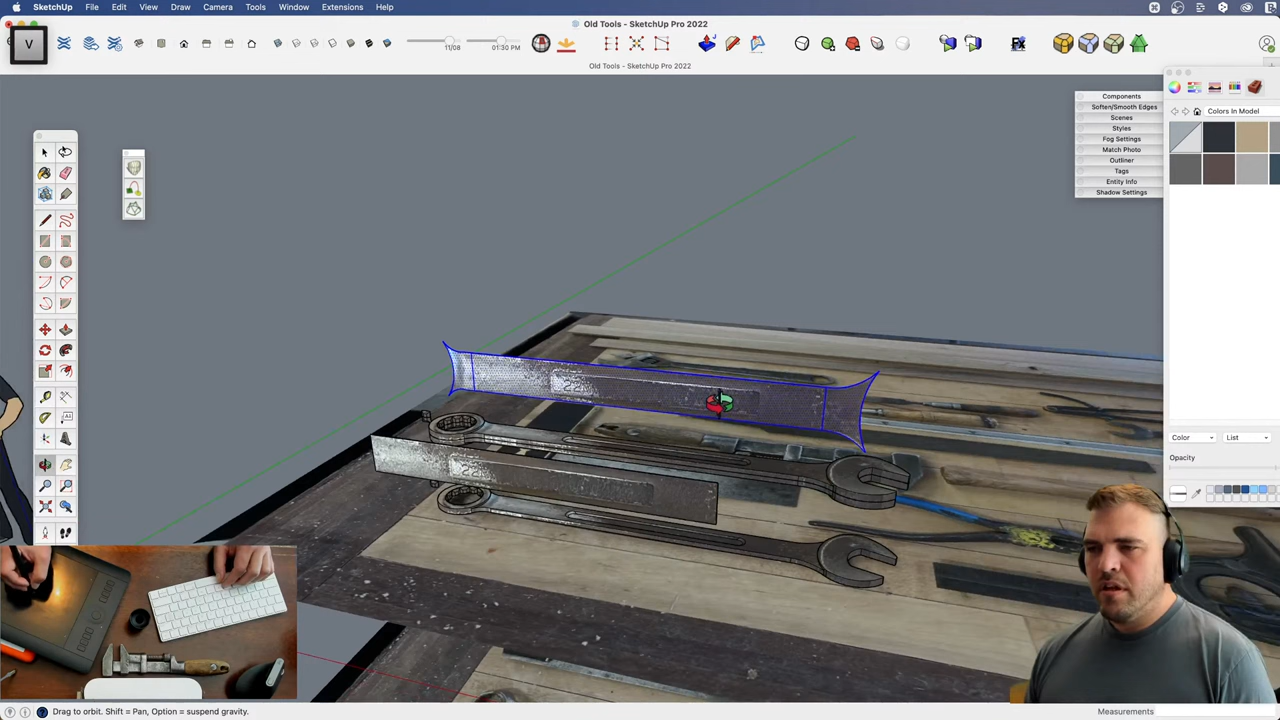 SketchUp File Edit View Draw Camera Tools Window Extensions Help
Old Tools - SketchUp Pro 2022
V
11/08 01:30 PM
Old Tools - SketchUp Pro 2022
Components
Soften/Smooth Edges
Scenes
Styles
Fog Settings
Match Photo
Outliner
Tags
Entity Info
Shadow Settings
Colors In Model
Color List
Opacity
Drag to orbit. Shift = Pan, Option = suspend gravity.
Measurements